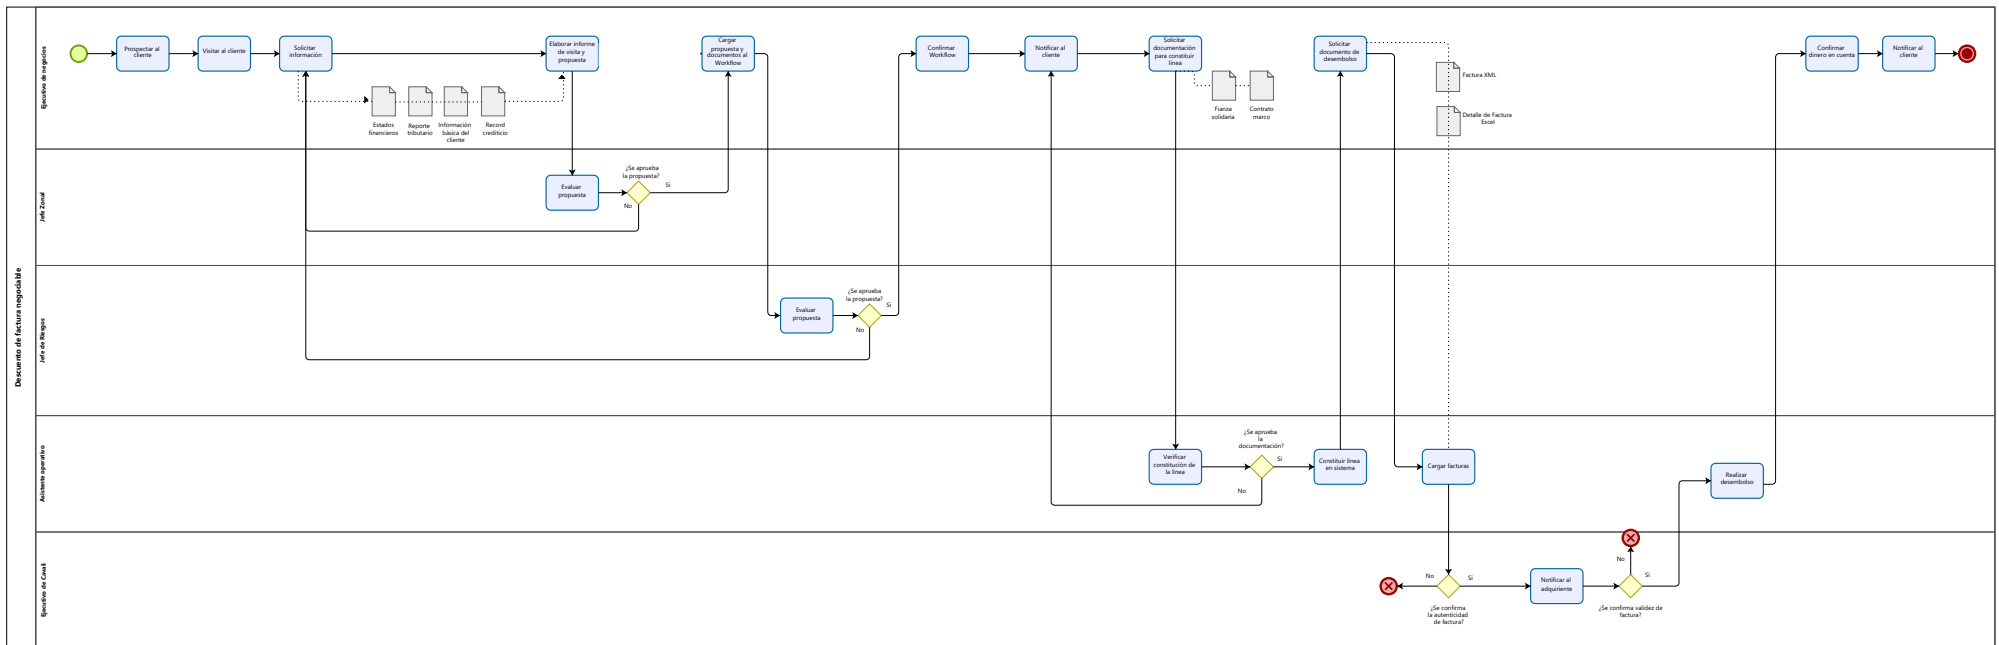 Descuento de factura negociable
Ejecutivo de negocios
Prospectar al
cliente
Visitar al cliente
Solicitar
información
Estados
financieros
Reporte
tributario
Información
básica del
cliente
Record
crediticio
Elaborar informe
de visita y
propuesta
Cargar
propuesta y
documentos al
Workflow
Confirmar
Workflow
Notificar al
cliente
Solicitar
documentación
para constituir
línea
Fianza
solidaria
Contrato
marco
Solicitar
documento de
desembolso
Factura XML
Detalle de Factura
Excel
Confirmar
dinero en cuenta
Notificar al
cliente
Jefe Zonal
Evaluar
propuesta
¿Se aprueba
la propuesta?
Si
No
Jefe de Riesgos
Evaluar
propuesta
¿Se aprueba
la propuesta?
Si
No
Asistente operativo
Verificar
constitución de
la línea
¿Se aprueba
la
documentación?
Si
No
Constituir línea
en sistema
Cargar facturas
Realizar
desembolso
Ejecutivo de Cavali
No
Si
¿Se confirma
la autenticidad
de factura?
Notificar al
adquiriente
No
Si
¿Se confirma validez de
factura?